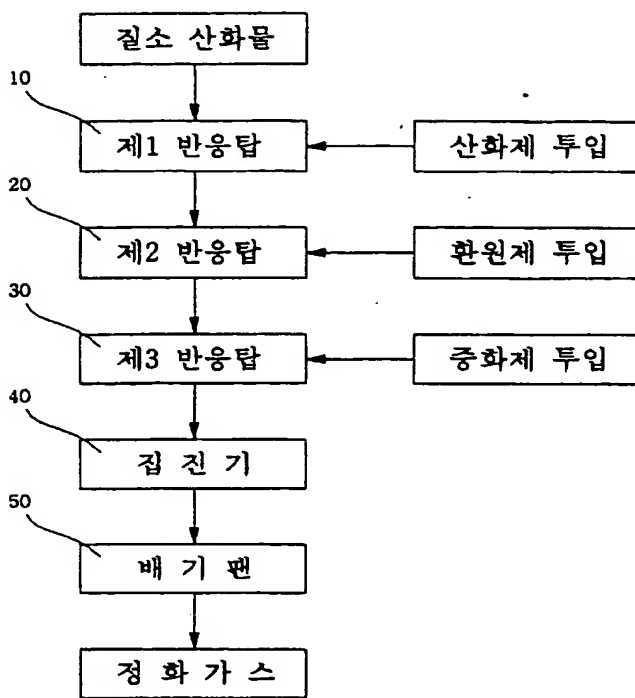 질소 산화물
10
제1 반응탑
산화제 투입
20
제2 반응탑
환원제 투입
30
제3 반응탑
중화제 투입
40
집 진 기
50
배 기 팬
정 화 가 스